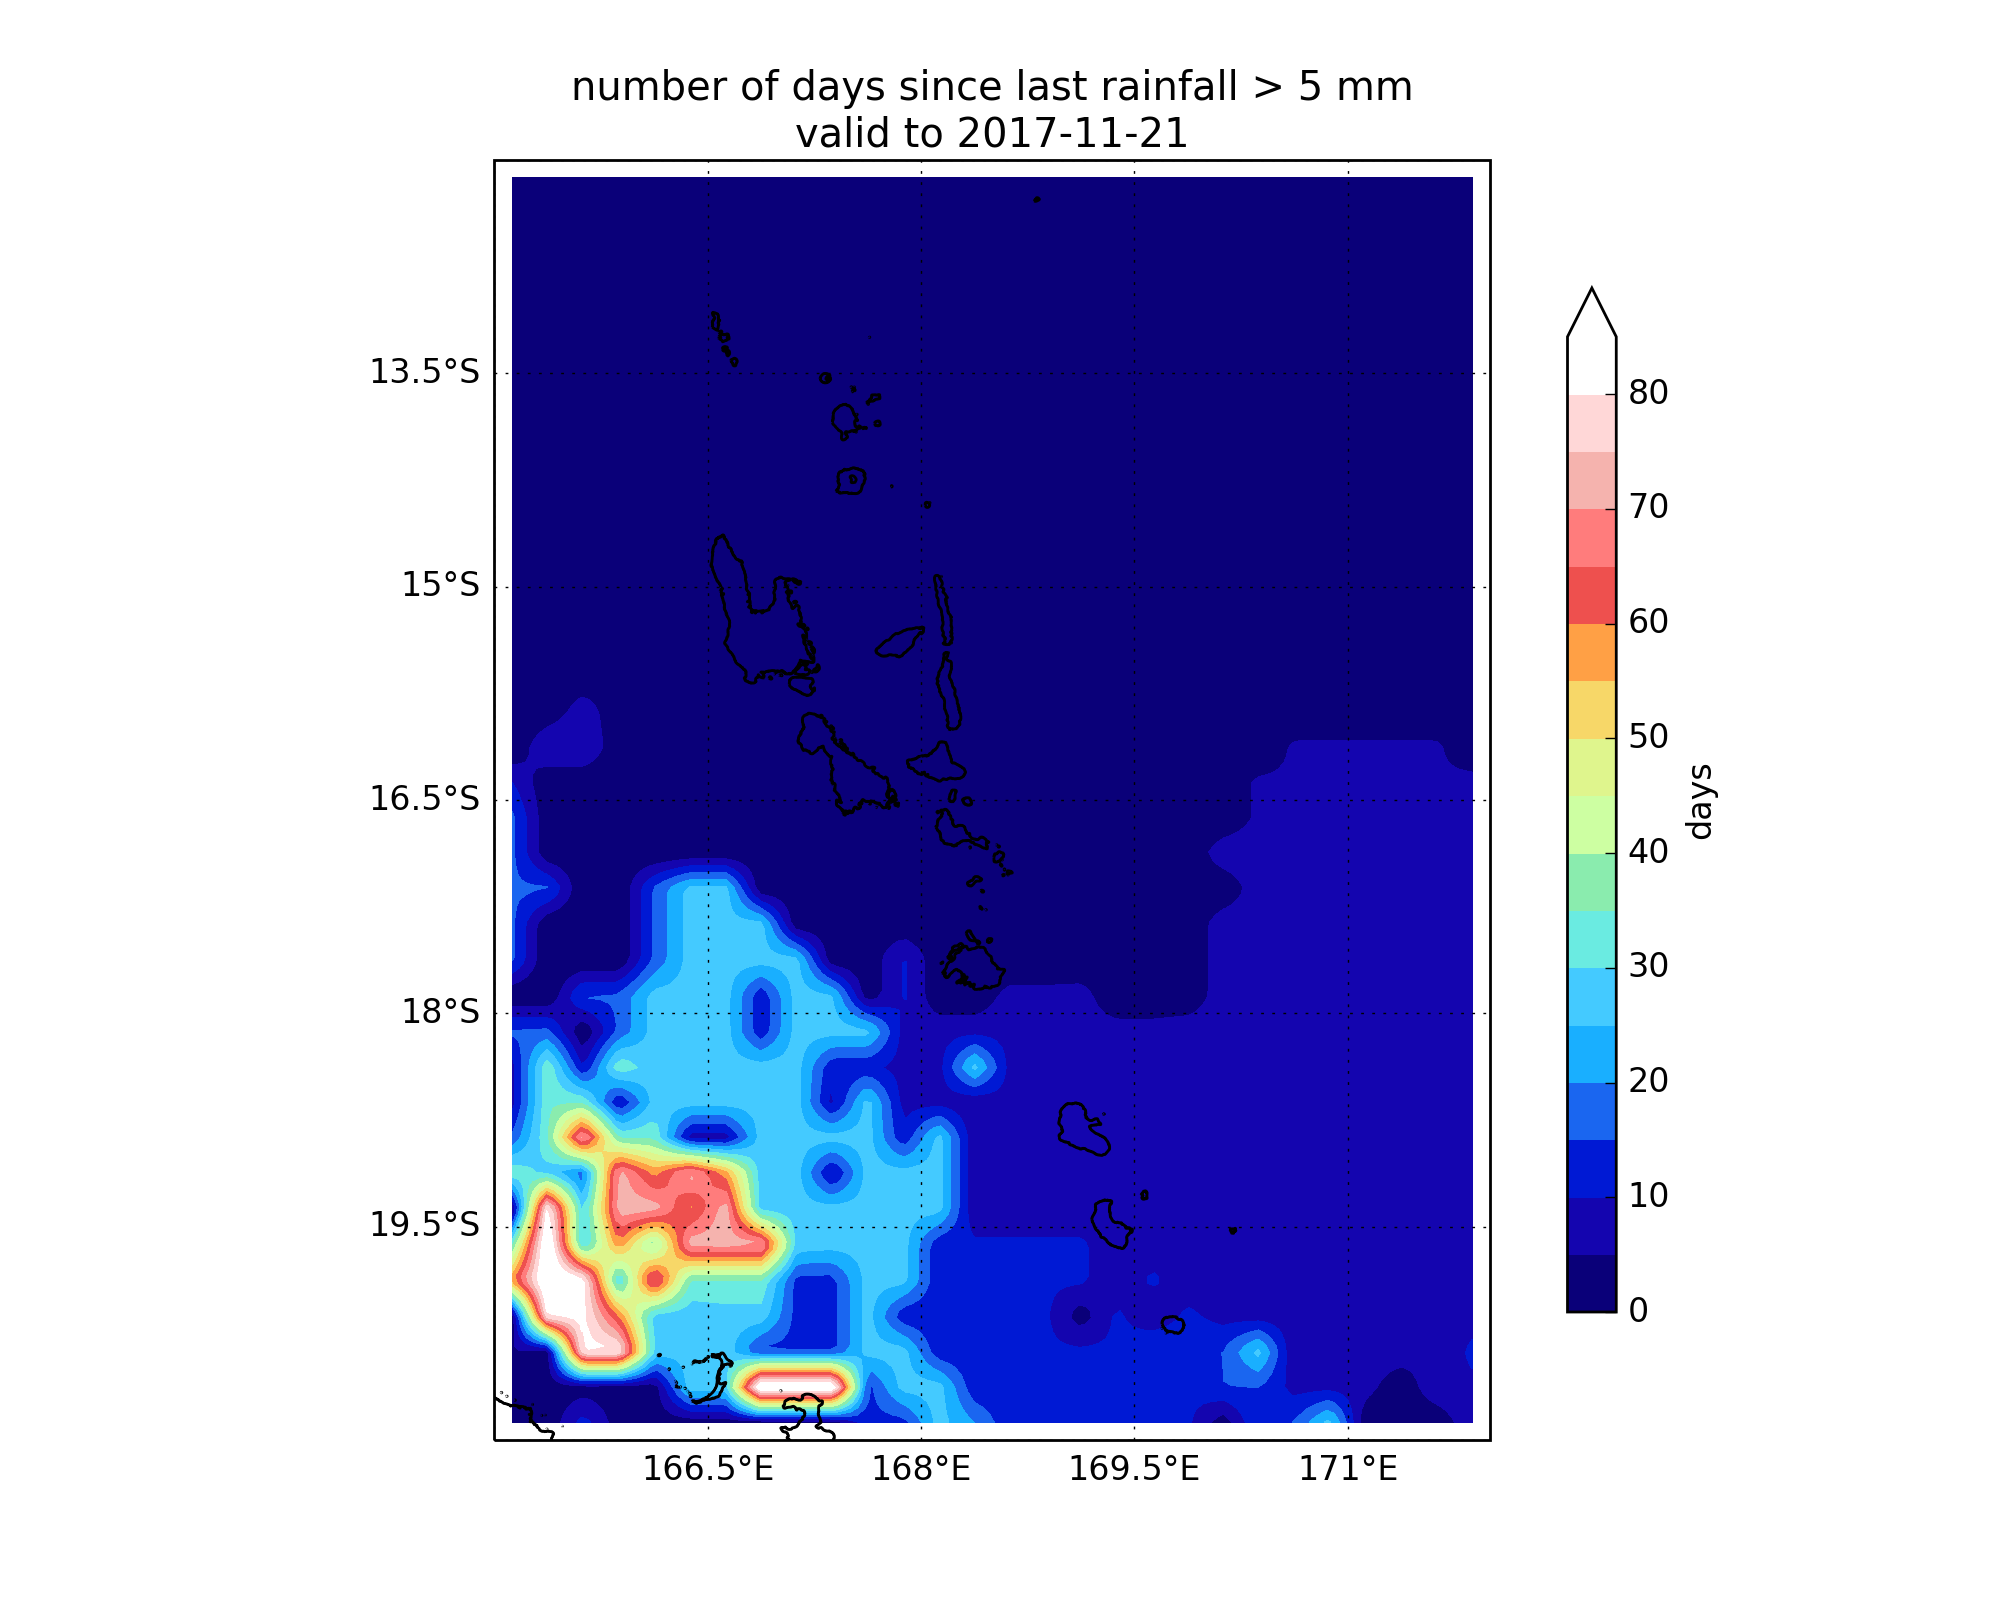 number of days since last rainfall > 5 mm
valid to 2017-11-21
13.5°S
15°S
16.5°S
18°S
19.5°S
166.5°E
168°E
169.5°E
171°E
80
70
60
50
40
30
20
10
0
days